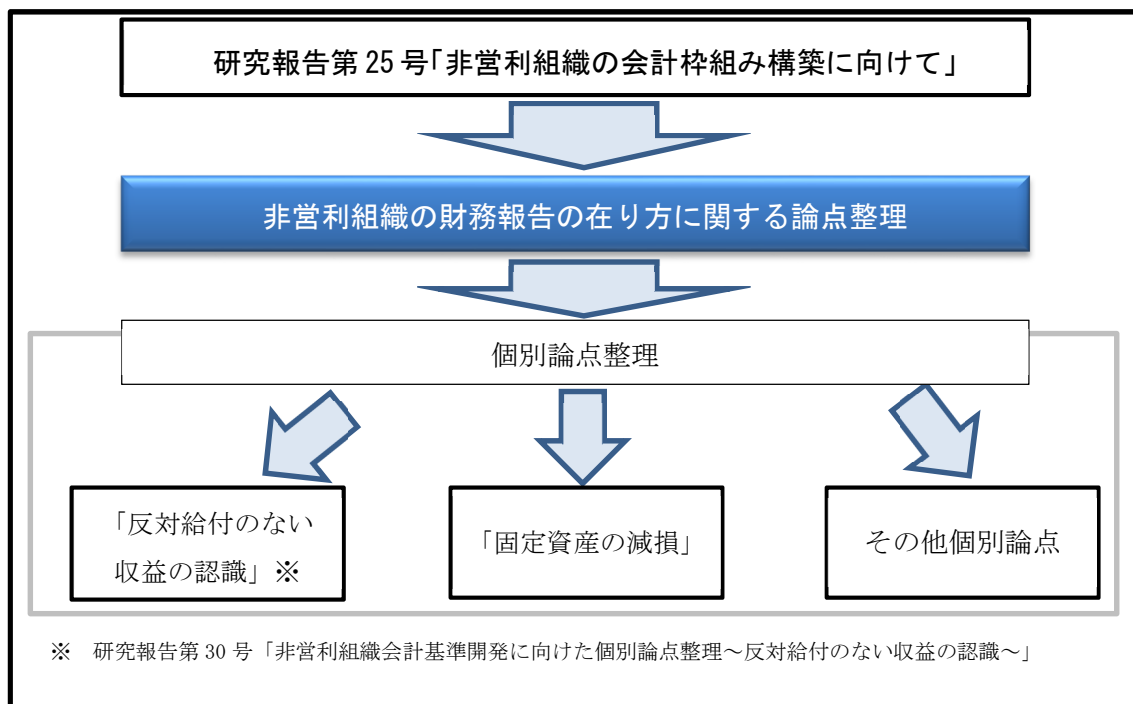 研究報告第 25 号「非営利組織の会計枠組み構築に向けて」
非営利組織の財務報告の在り方に関する論点整理
個別論点整理
「反対給付のない
収益の認識」※
「固定資産の減損」
その他個別論点
※ 研究報告第 30 号「非営利組織会計基準開発に向けた個別論点整理～反対給付のない収益の認識～」